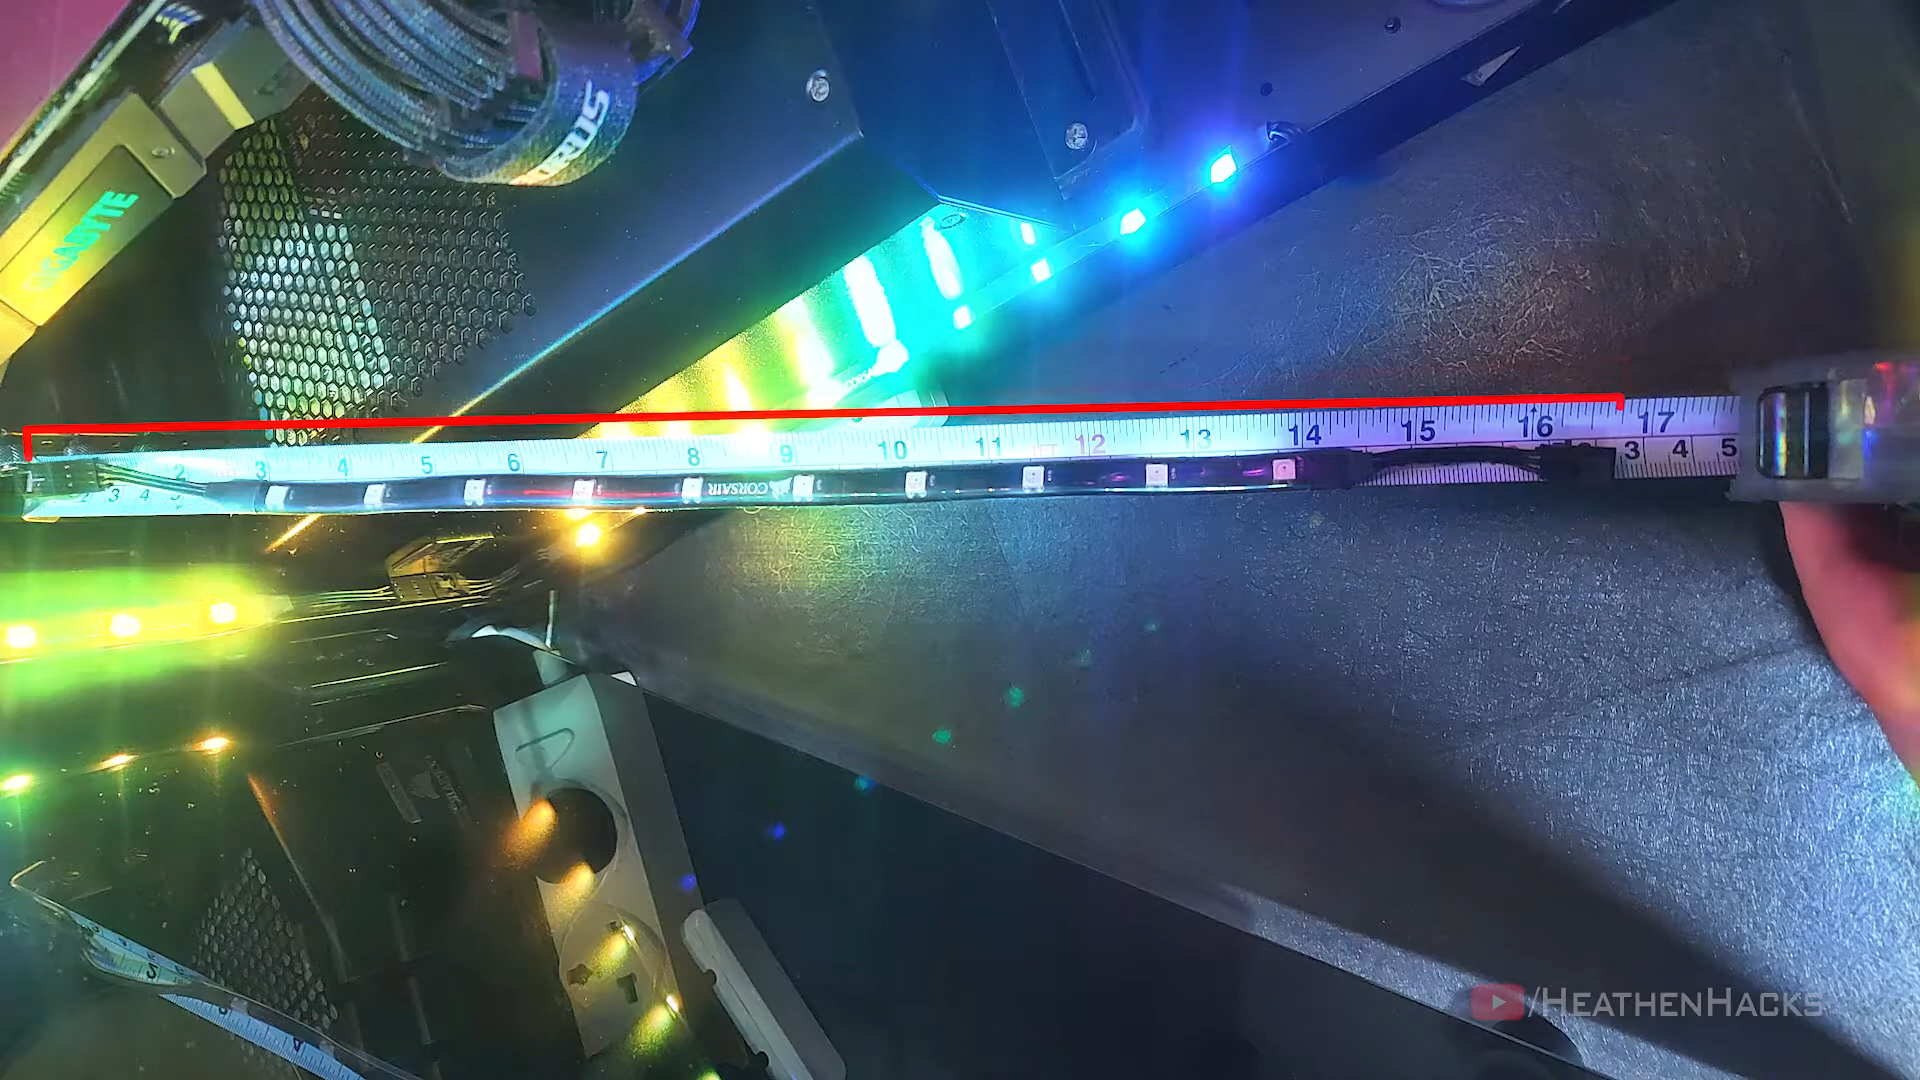 GIGABYTE
CORSAIR
2 3 4 5 6 7 8 9 10 11 12 13 14 15 16 17
3 4 5
CORSAIR
/HEATHENHACKS